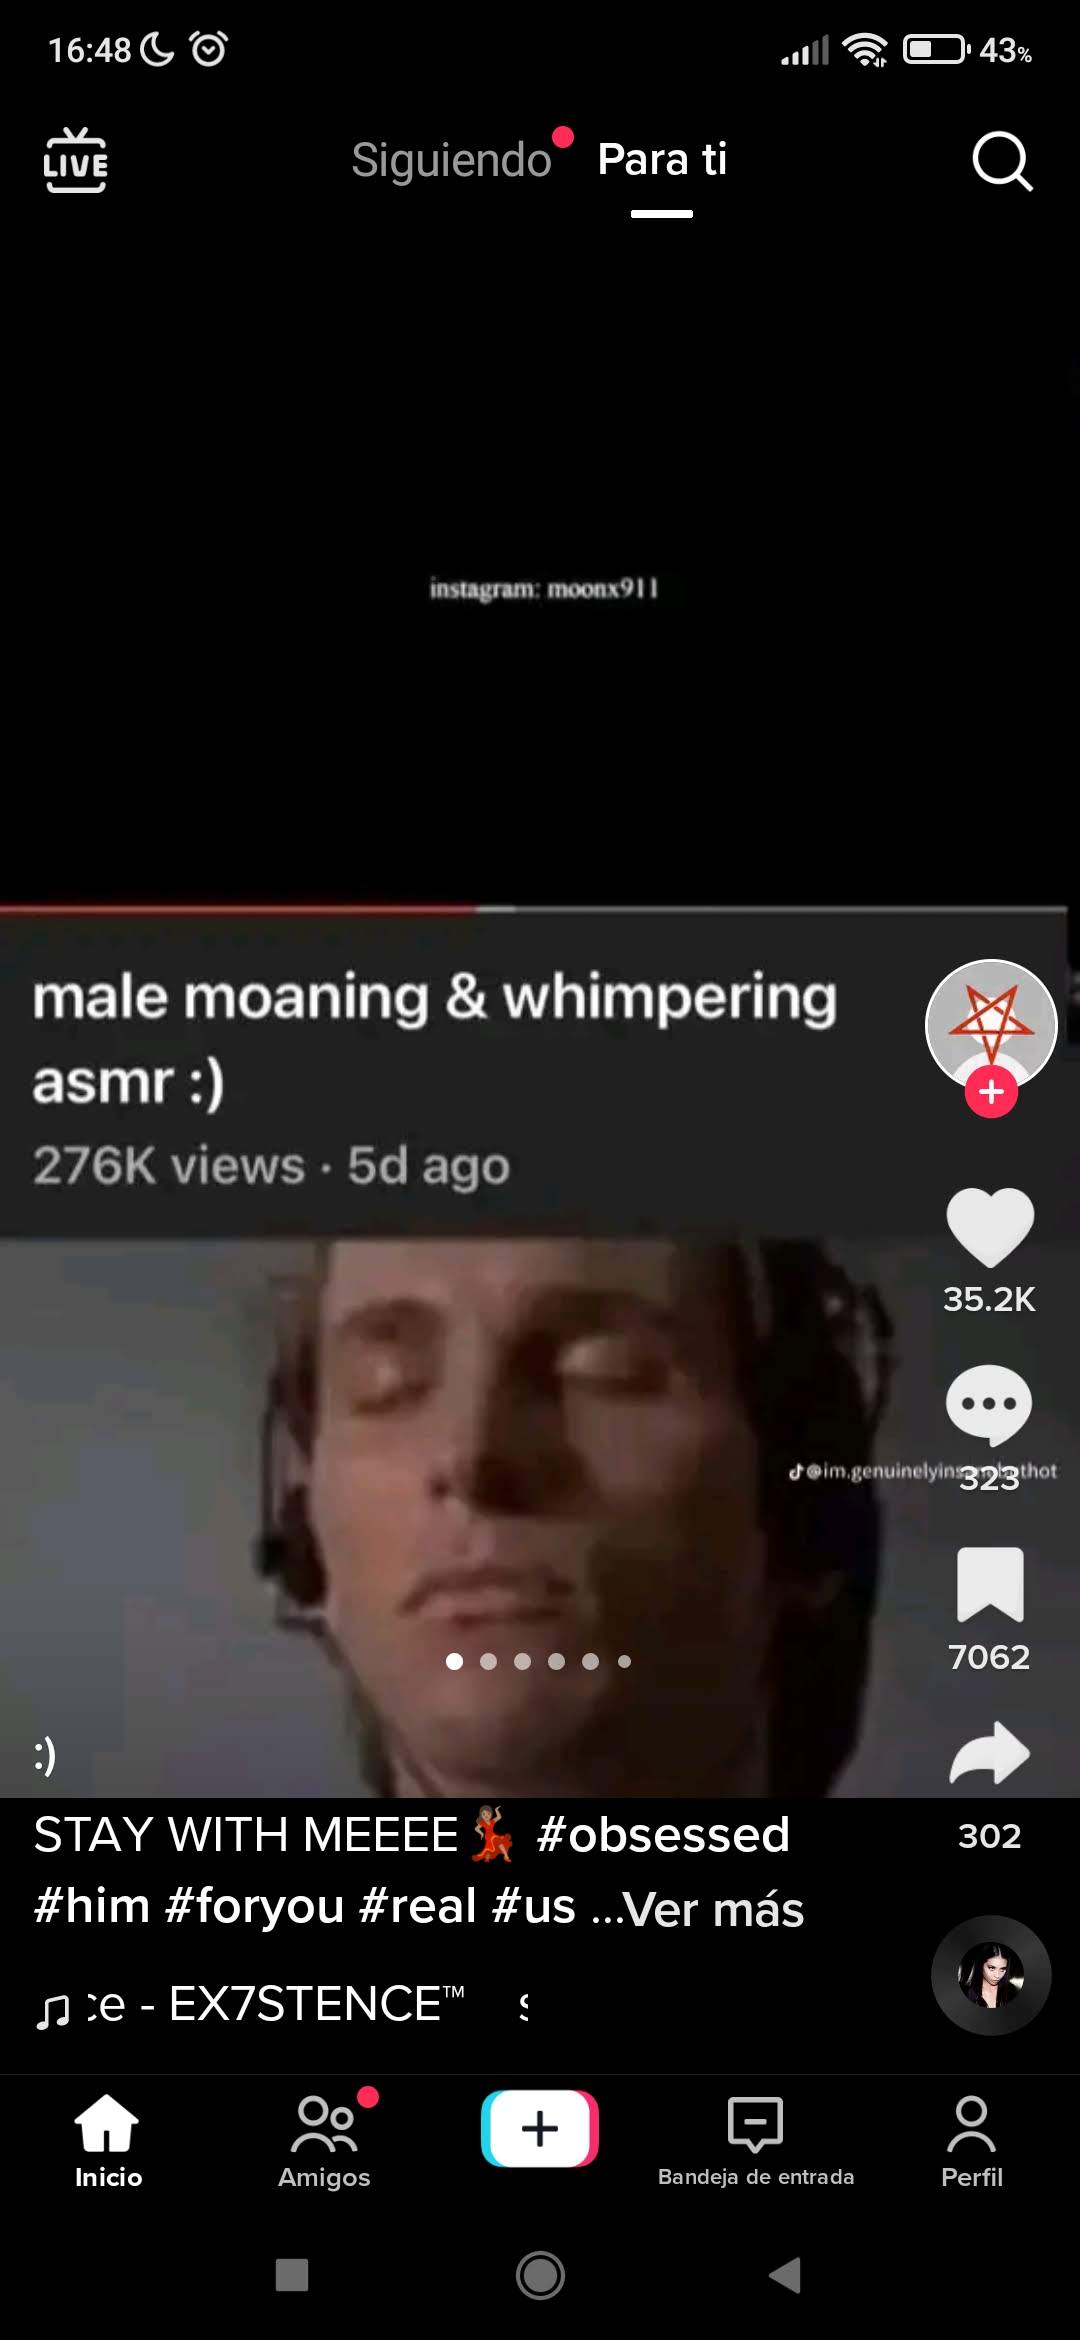 16:48
43%
LIVE
Siguiendo
Para ti
instagram: moonx911
male moaning & whimpering
asmr :)
276K views · 5d ago
35.2K
323
7062
:)
STAY WITH MEEEE💃🏽 #obsessed
302
#him #foryou #real #us ...Ver más
ce - EX7STENCE™
Inicio
Amigos
Bandeja de entrada
Perfil